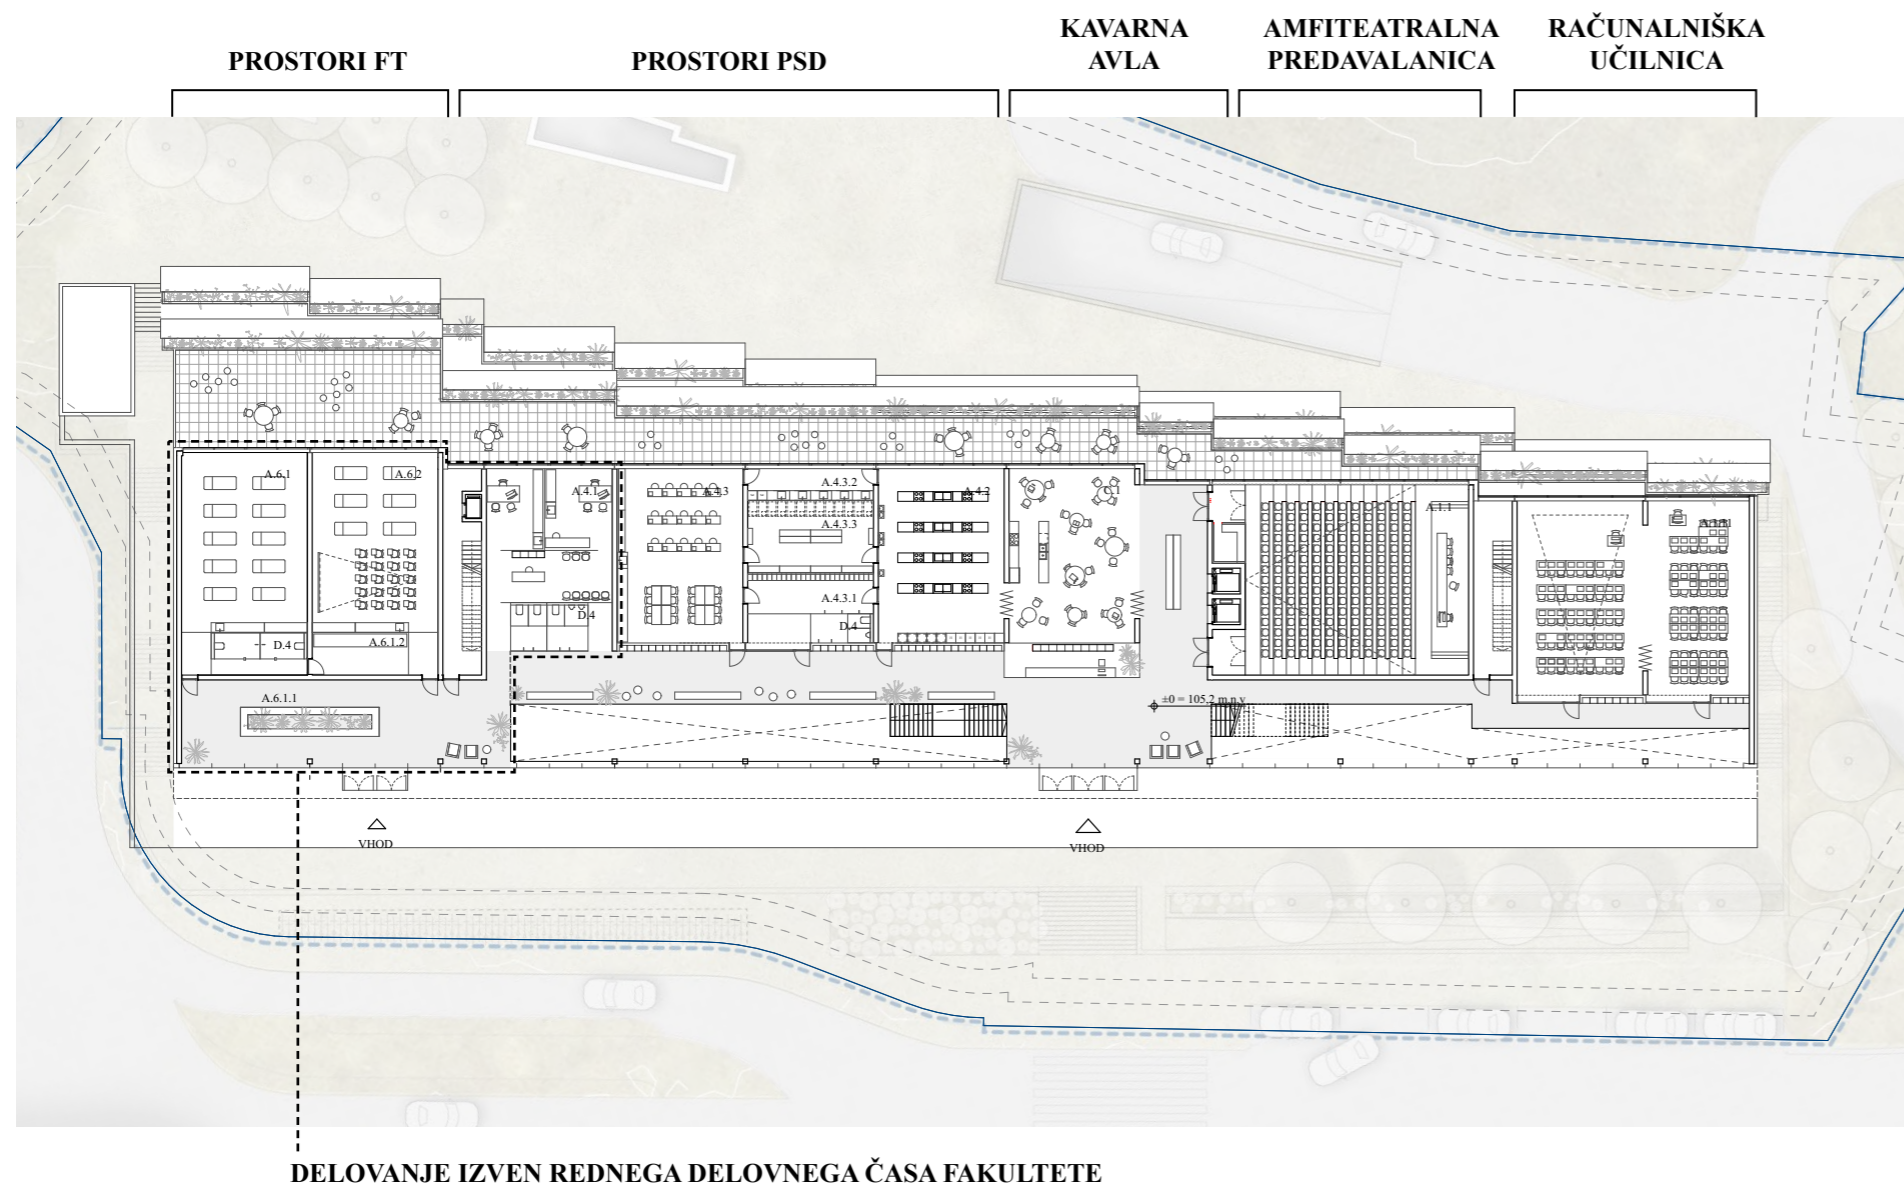 KAVARNA
AVLA
AMFITEATRALNA
PREDAVALANICA
RAČUNALNIŠKA
UČILNICA
PROSTORI FT
PROSTORI PSD
A.6.1
A.6.2
A.4.1
A.4.3
A.4.3.2
A.4.3.3
A.4.2
A.1.1
A.4.3.1
D.4
D.4
D.4
A.6.1.2
A.6.1.1
±0 = 105,2 m.n.v
VHOD
VHOD
DELOVANJE IZVEN REDNEGA DELOVNEGA ČASA FAKULTETE